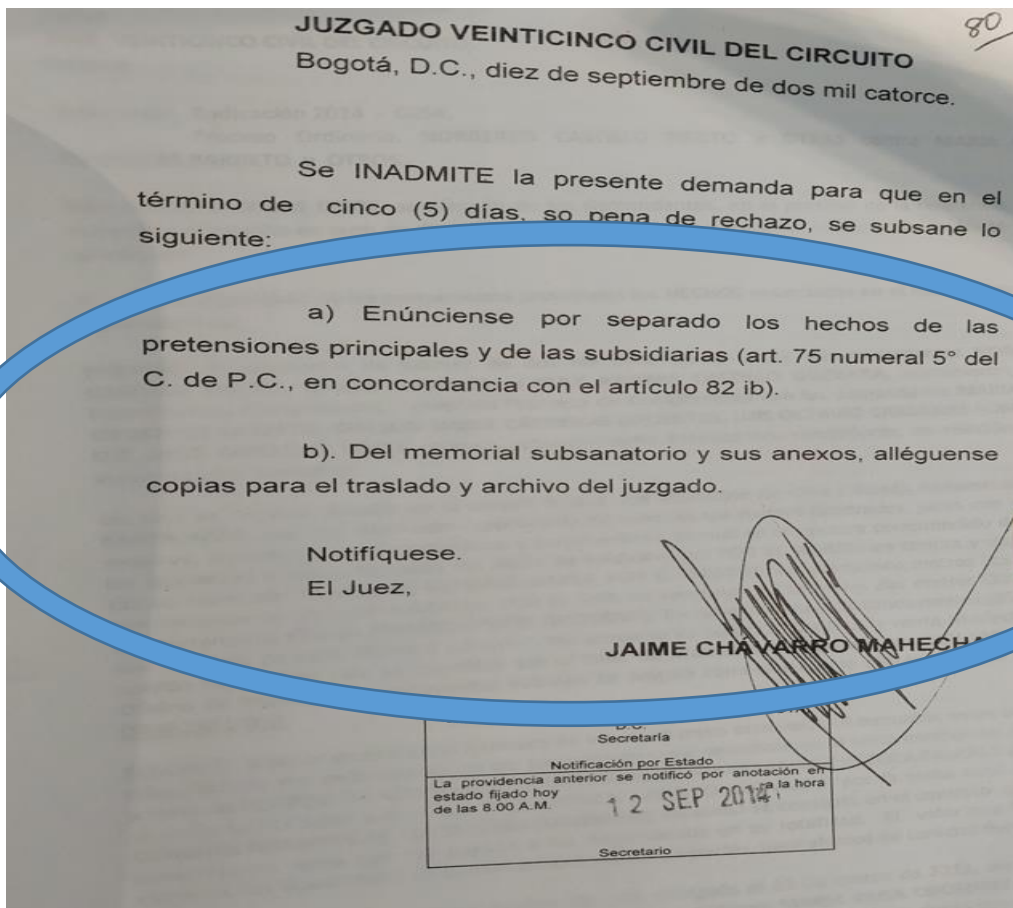 80
JUZGADO VEINTICINCO CIVIL DEL CIRCUITO
Bogotá, D.C., diez de septiembre de dos mil catorce.
Se INADMITE la presente demanda para que en el
término de cinco (5) días, so pena de rechazo, se subsane lo
siguiente:
a) Enúnciense por separado los hechos de las
pretensiones principales y de las subsidiarias (art. 75 numeral 5° del
C. de P.C., en concordancia con el artículo 82 ib).
b). Del memorial subsanatorio y sus anexos, alléguense
copias para el traslado y archivo del juzgado.
Notifíquese.
El Juez,
JAIME CHÁVARRO MAHECHA
D.C.
Secretaría
Notificación por Estado
La providencia anterior se notificó por anotación en
estado fijado hoy 12 SEP 2014 a la hora
de las 8.00 A.M.
Secretario